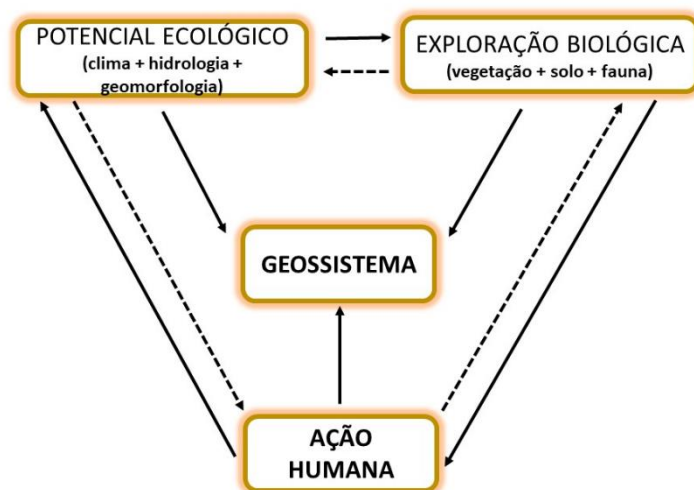 POTENCIAL ECOLÓGICO
(clima + hidrologia +
geomorfologia)
EXPLORAÇÃO BIOLÓGICA
(vegetação + solo + fauna)
GEOSSISTEMA
AÇÃO
HUMANA